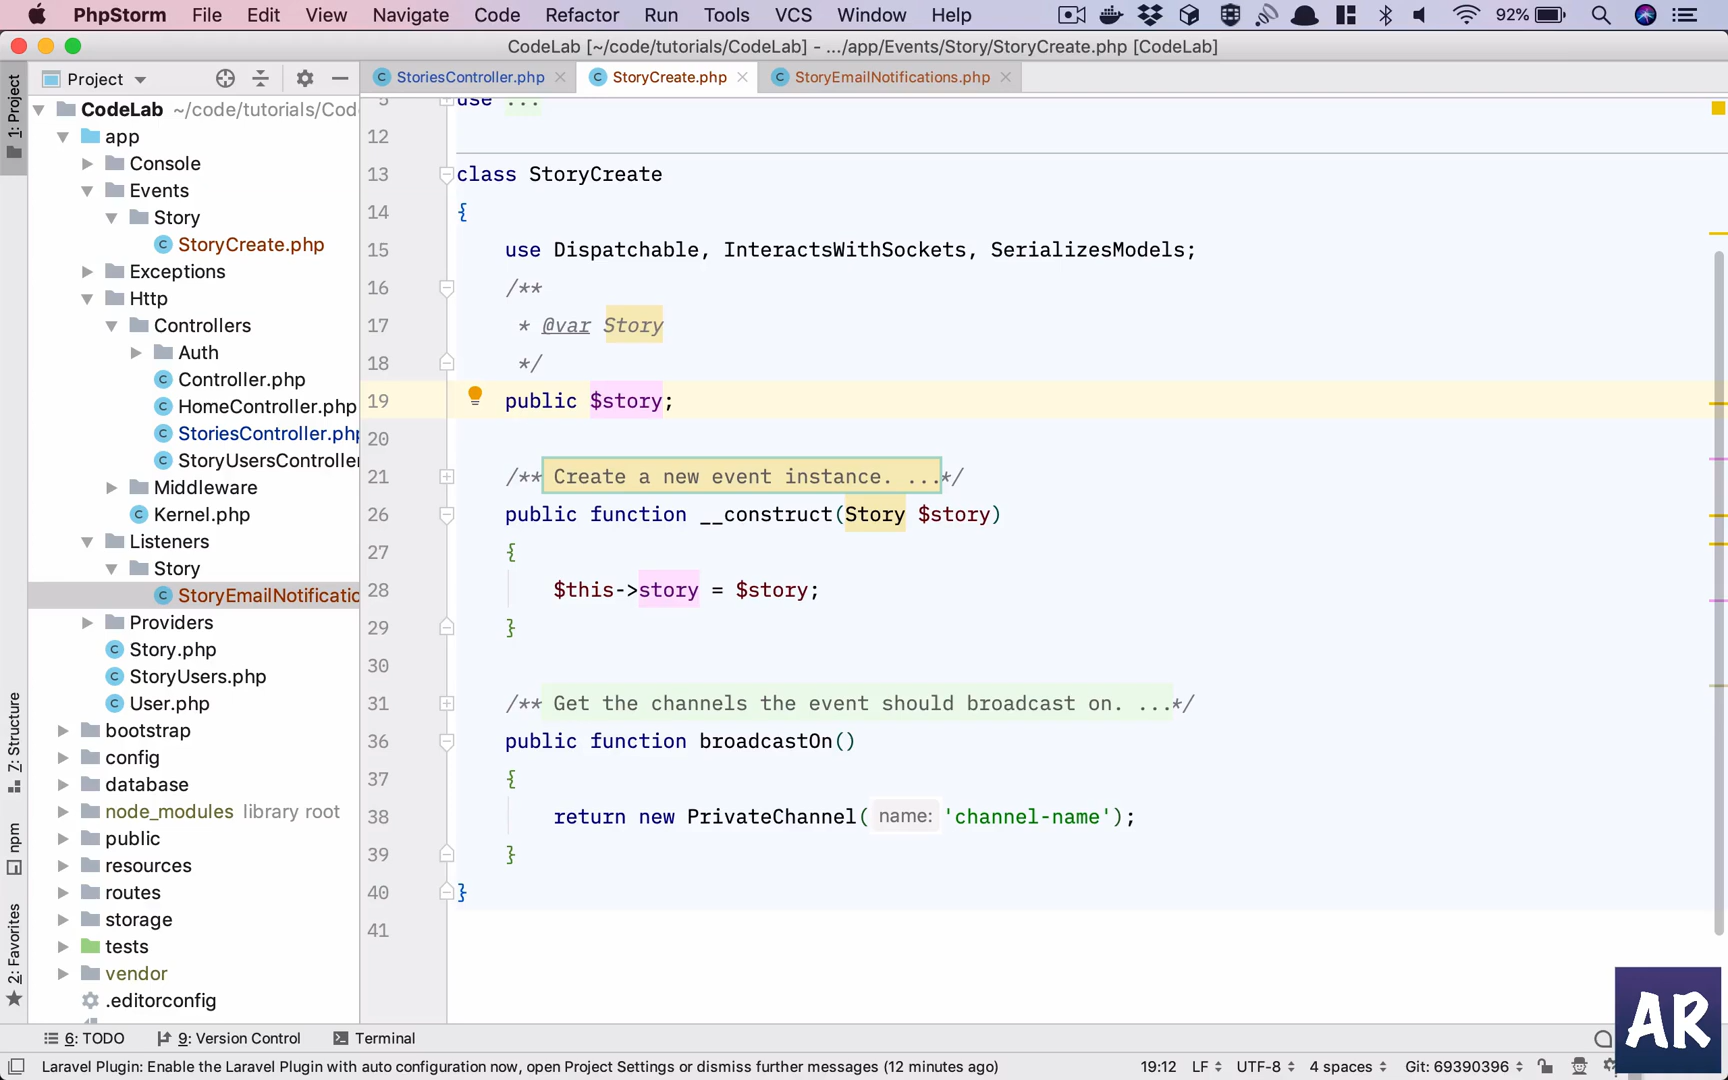 PhpStorm File Edit View Navigate Code Refactor Run Tools VCS Window Help 92%
CodeLab [~/code/tutorials/CodeLab] - .../app/Events/Story/StoryCreate.php [CodeLab]
Project
StoriesController.php StoryCreate.php StoryEmailNotifications.php
1: Project
7: Structure
npm
2: Favorites
CodeLab ~/code/tutorials/Cod
app
Console
Events
Story
StoryCreate.php
Exceptions
Http
Controllers
Auth
Controller.php
HomeController.php
StoriesController.ph
StoryUsersController
Middleware
Kernel.php
Listeners
Story
StoryEmailNotificatio
Providers
Story.php
StoryUsers.php
User.php
bootstrap
config
database
node_modules library root
public
resources
routes
storage
tests
vendor
.editorconfig
5 use ...
12
13 class StoryCreate
14 {
15 use Dispatchable, InteractsWithSockets, SerializesModels;
16 /**
17 * @var Story
18 */
19 public $story;
20
21 /** Create a new event instance. ...*/
26 public function __construct(Story $story)
27 {
28 $this->story = $story;
29 }
30
31 /** Get the channels the event should broadcast on. ...*/
36 public function broadcastOn()
37 {
38 return new PrivateChannel( name: 'channel-name');
39 }
40 }
41
6: TODO 9: Version Control Terminal
Laravel Plugin: Enable the Laravel Plugin with auto configuration now, open Project Settings or dismiss further messages (12 minutes ago) 19:12 LF UTF-8 4 spaces Git: 69390396
AR